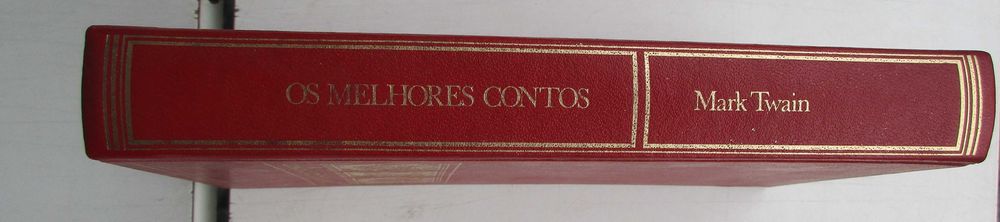 OS MELHORES CONTOS
Mark Twain